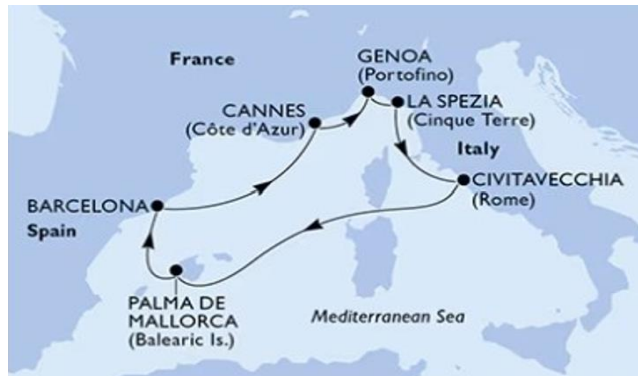 France
GENOA
(Portofino)
CANNES
(Côte d'Azur)
LA SPEZIA
(Cinque Terre)
Italy
CIVITAVECCHIA
(Rome)
BARCELONA
Spain
PALMA DE
MALLORCA
(Balearic Is.)
Mediterranean Sea